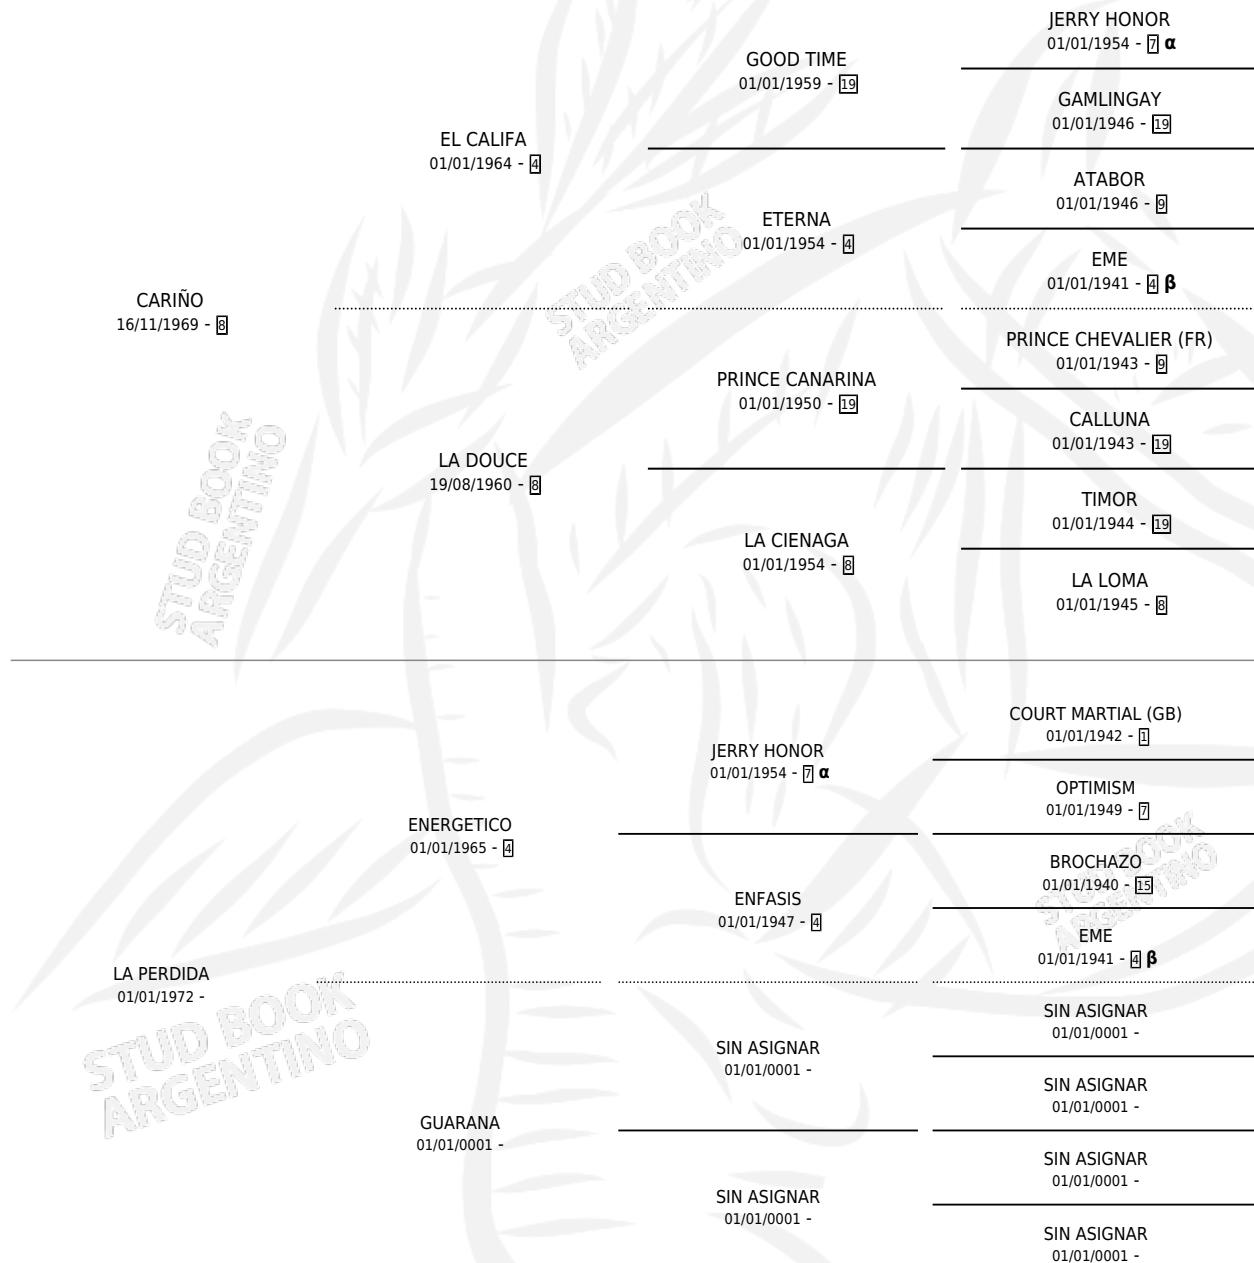 JERRY HONOR
01/01/1954 - 7 α
GOOD TIME
01/01/1959 - 19
GAMLINGAY
01/01/1946 - 19
EL CALIFA
01/01/1964 - 4
ATABOR
01/01/1946 - 9
ETERNA
01/01/1954 - 4
EME
01/01/1941 - 4 β
CARIÑO
16/11/1969 - 8
PRINCE CHEVALIER (FR)
01/01/1943 - 9
PRINCE CANARINA
01/01/1950 - 19
CALLUNA
01/01/1943 - 19
LA DOUCE
19/08/1960 - 8
TIMOR
01/01/1944 - 19
LA CIENAGA
01/01/1954 - 8
LA LOMA
01/01/1945 - 8
COURT MARTIAL (GB)
01/01/1942 - 1
JERRY HONOR
01/01/1954 - 7 α
OPTIMISM
01/01/1949 - 7
ENERGETICO
01/01/1965 - 4
BROCHAZO
01/01/1940 - 15
ENFASIS
01/01/1947 - 4
EME
01/01/1941 - 4 β
LA PERDIDA
01/01/1972 -
SIN ASIGNAR
01/01/0001 -
SIN ASIGNAR
01/01/0001 -
SIN ASIGNAR
01/01/0001 -
GUARANA
01/01/0001 -
SIN ASIGNAR
01/01/0001 -
SIN ASIGNAR
01/01/0001 -
SIN ASIGNAR
01/01/0001 -
STUD BOOK
ARGENTINO
STUD BOOK
ARGENTINO
STUD BOOK
ARGENTINO
STUD BOOK
ARGENTINO